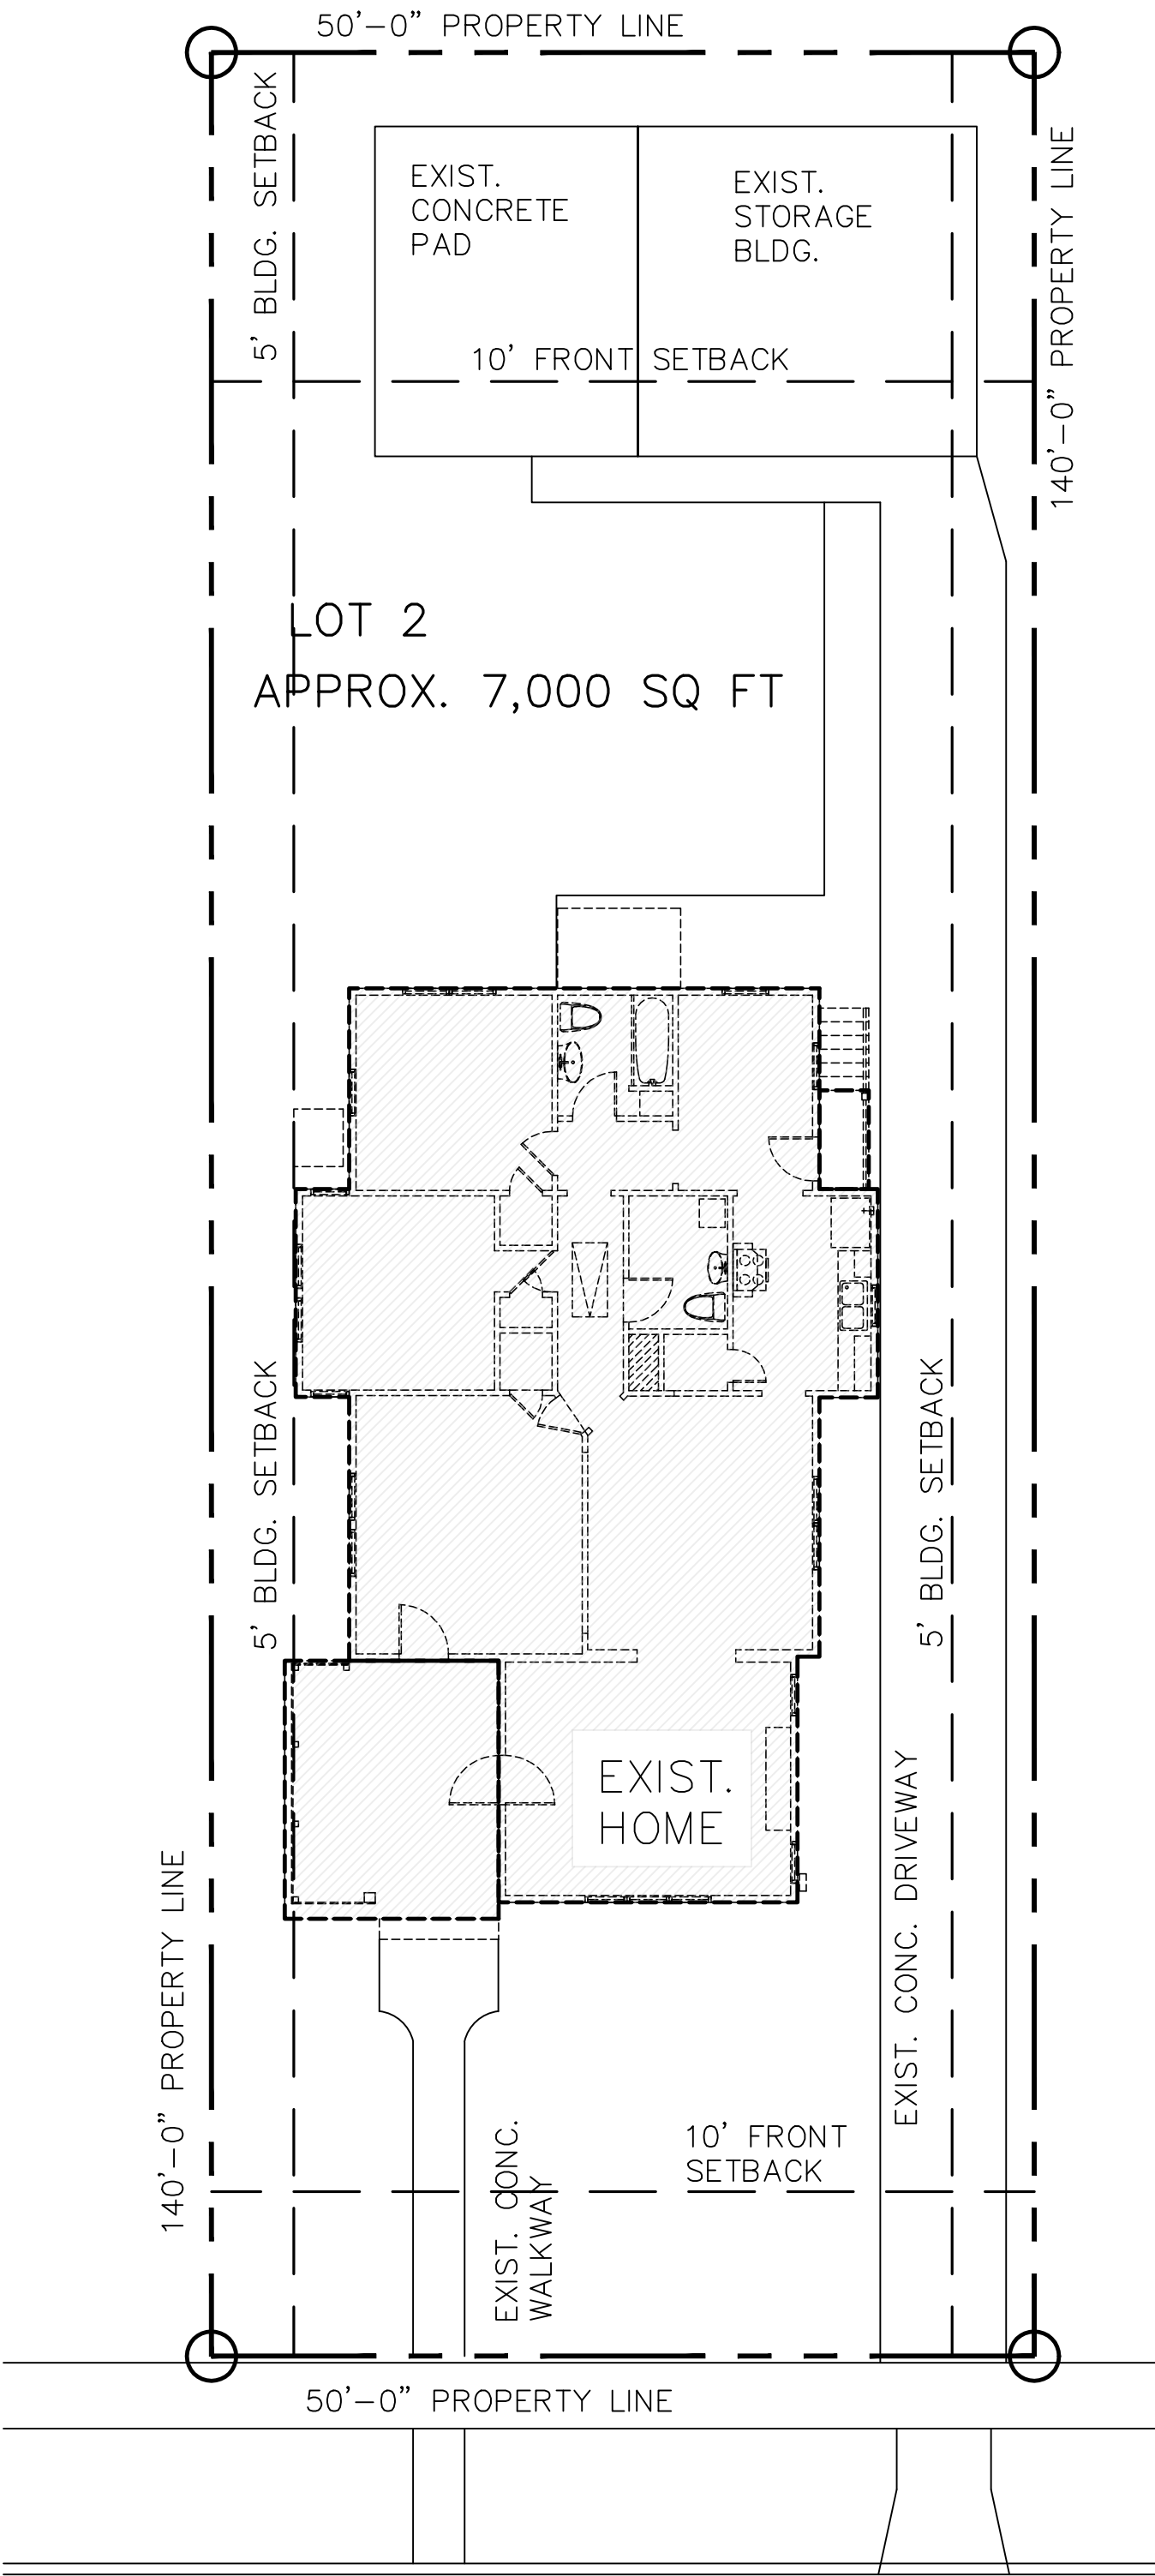 50'-0" PROPERTY LINE
5' BLDG. SETBACK
EXIST.
CONCRETE
PAD
EXIST.
STORAGE
BLDG.
140'-0" PROPERTY LINE
10' FRONT SETBACK
LOT 2
APPROX. 7,000 SQ FT
5' BLDG. SETBACK
5' BLDG. SETBACK
EXIST.
HOME
EXIST. CONC. DRIVEWAY
140'-0" PROPERTY LINE
10' FRONT
SETBACK
EXIST. CONC.
WALKWAY
50'-0" PROPERTY LINE